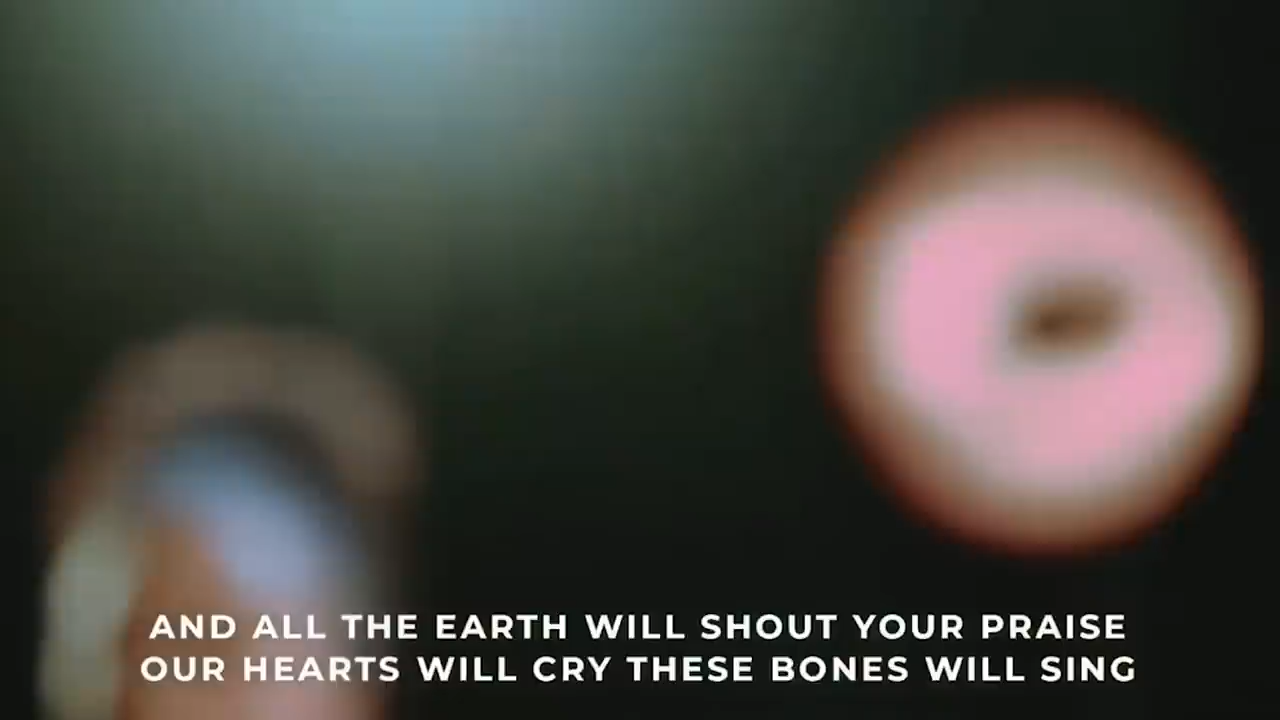 AND ALL THE EARTH WILL SHOUT YOUR PRAISE
OUR HEARTS WILL CRY THESE BONES WILL SING